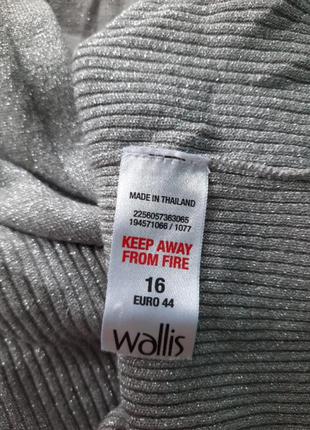 MADE IN THAILAND
2256057363065
194571066 / 1077
KEEP AWAY
FROM FIRE
16
EURO 44
wallis